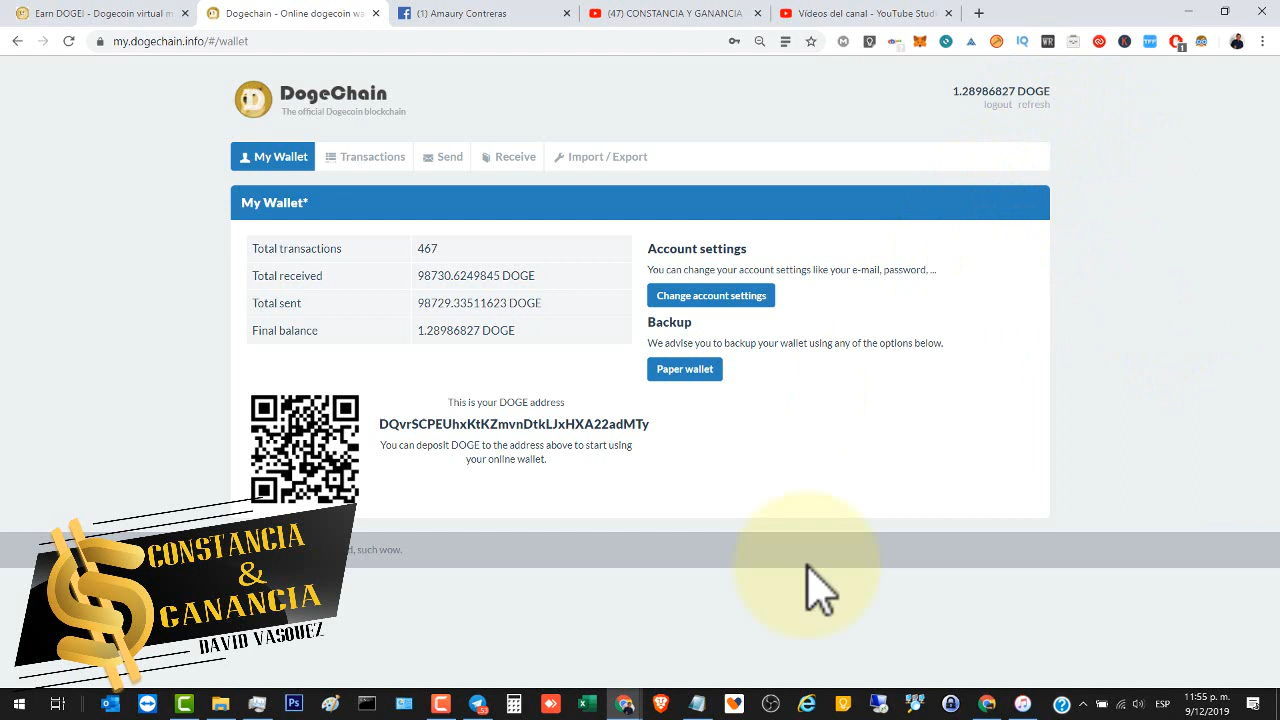 Earn DOGE! - Dogecoin virtual m
Dogechain - Online dogecoin wa
(1) Amaury Contreras
(47) CONSTANCIA Y GANANCIA
Vídeos del canal - YouTube Studi
my.dogechain.info/#/wallet
DogeChain
The official Dogecoin blockchain
1.28986827 DOGE
logout refresh
My Wallet
Transactions
Send
Receive
Import / Export
My Wallet*
Total transactions 467
Total received 98730.6249845 DOGE
Total sent 98729.33511623 DOGE
Final balance 1.28986827 DOGE
Account settings
You can change your account settings like your e-mail, password, ...
Change account settings
Backup
We advise you to backup your wallet using any of the options below.
Paper wallet
This is your DOGE address
DQvrSCPEUhxKtKZmvnDtkLJxHXA22adMTy
You can deposit DOGE to the address above to start using
your online wallet.
such wow.
CONSTANCIA
&
GANANCIA
DAVID VASQUEZ
ESP
11:55 p. m.
9/12/2019